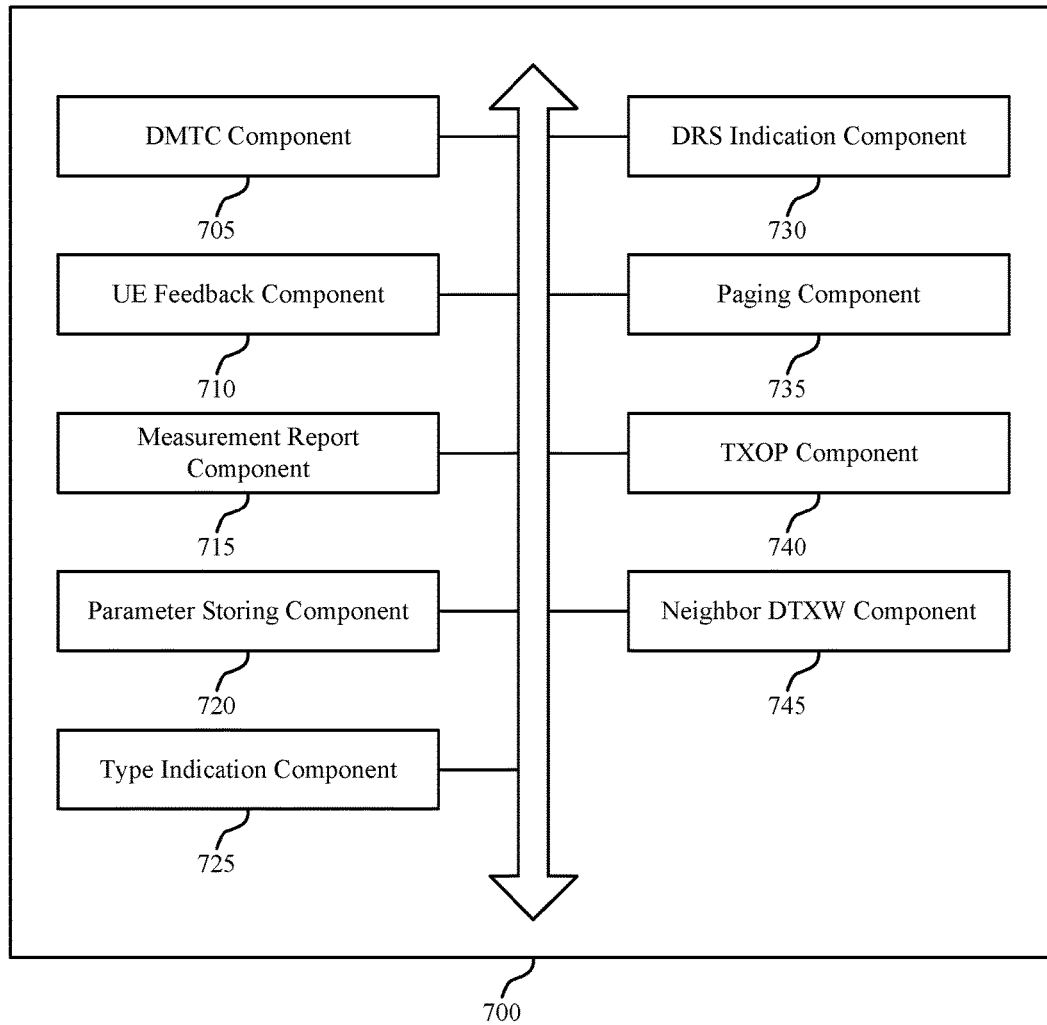 DMTC Component
705
DRS Indication Component
730
UE Feedback Component
710
Paging Component
735
Measurement Report
Component
715
TXOP Component
740
Parameter Storing Component
720
Neighbor DTXW Component
745
Type Indication Component
725
700